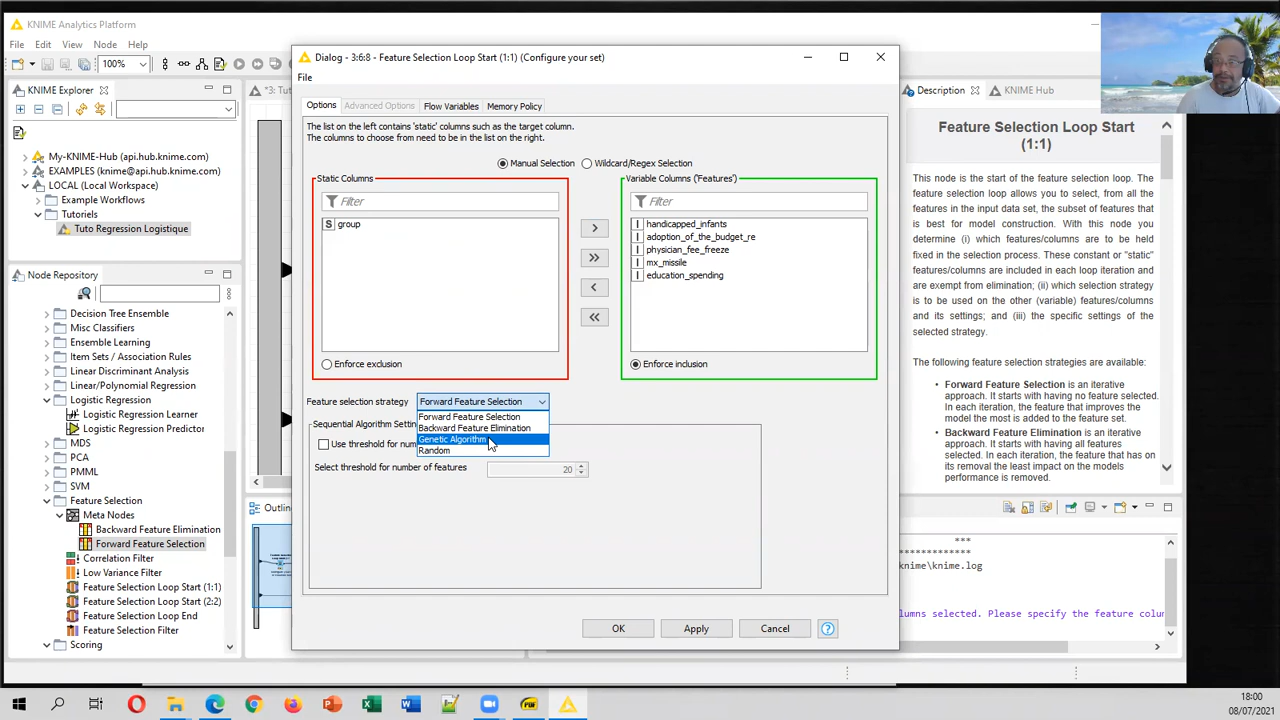 KNIME Analytics Platform
File Edit View Node Help
100%
KNIME Explorer
My-KNIME-Hub (api.hub.knime.com)
EXAMPLES (knime@api.hub.knime.com)
LOCAL (Local Workspace)
Example Workflows
Tutoriels
Tuto Regression Logistique
Node Repository
Decision Tree Ensemble
Misc Classifiers
Ensemble Learning
Item Sets / Association Rules
Linear Discriminant Analysis
Linear/Polynomial Regression
Logistic Regression
Logistic Regression Learner
Logistic Regression Predictor
MDS
PCA
PMML
SVM
Feature Selection
Meta Nodes
Backward Feature Elimination
Forward Feature Selection
Correlation Filter
Low Variance Filter
Feature Selection Loop Start (1:1)
Feature Selection Loop Start (2:2)
Feature Selection Loop End
Feature Selection Filter
Scoring
*3: Tut
Outline
Dialog - 3:6:8 - Feature Selection Loop Start (1:1) (Configure your set)
File
Options Advanced Options Flow Variables Memory Policy
The list on the left contains 'static' columns such as the target column.
The columns to choose from need to be in the list on the right.
Manual Selection Wildcard/Regex Selection
Static Columns
Filter
S group
Enforce exclusion
Variable Columns ('Features')
Filter
I handicapped_infants
I adoption_of_the_budget_re
I physician_fee_freeze
I mx_missile
I education_spending
Enforce inclusion
Feature selection strategy Forward Feature Selection
Forward Feature Selection
Backward Feature Elimination
Genetic Algorithm
Random
Sequential Algorithm Settin
Use threshold for num
Select threshold for number of features 20
OK Apply Cancel ?
Description KNIME Hub
Feature Selection Loop Start
(1:1)
This node is the start of the feature selection loop. The
feature selection loop allows you to select, from all the
features in the input data set, the subset of features that
is best for model construction. With this node you
determine (i) which features/columns are to be held
fixed in the selection process. These constant or "static"
features/columns are included in each loop iteration and
are exempt from elimination; (ii) which selection strategy
is to be used on the other (variable) features/columns
and its settings; and (iii) the specific settings of the
selected strategy.
The following feature selection strategies are available:
• Forward Feature Selection is an iterative
approach. It starts with having no feature selected.
In each iteration, the feature that improves the
model the most is added to the feature set.
• Backward Feature Elimination is an iterative
approach. It starts with having all features
selected. In each iteration, the feature that has
on its removal the least impact on the models
performance is removed.
***
*************
knime\knime.log
lumns selected. Please specify the feature colum
18:00
08/07/2021